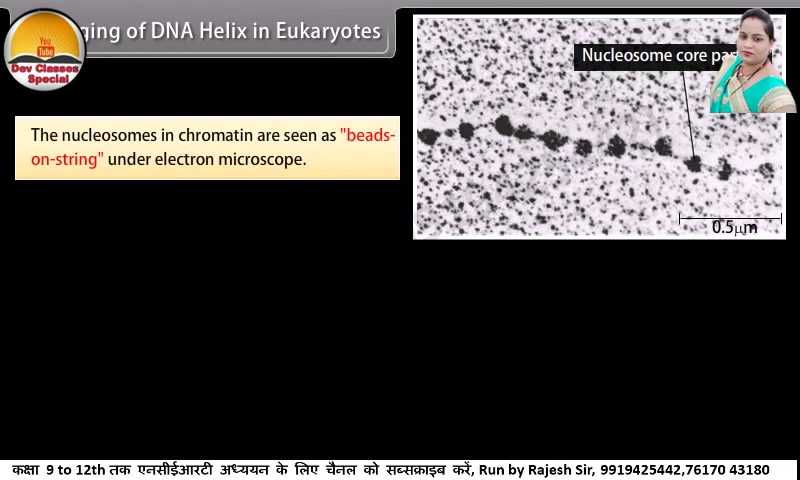 ging of DNA Helix in Eukaryotes
You
Tube
Dev Classes
Special
Nucleosome core par
The nucleosomes in chromatin are seen as "beads-
on-string" under electron microscope.
0.5μm
कक्षा 9 to 12th तक एनसीईआरटी अध्ययन के लिए चैनल को सब्सक्राइब करें, Run by Rajesh Sir, 9919425442,76170 43180